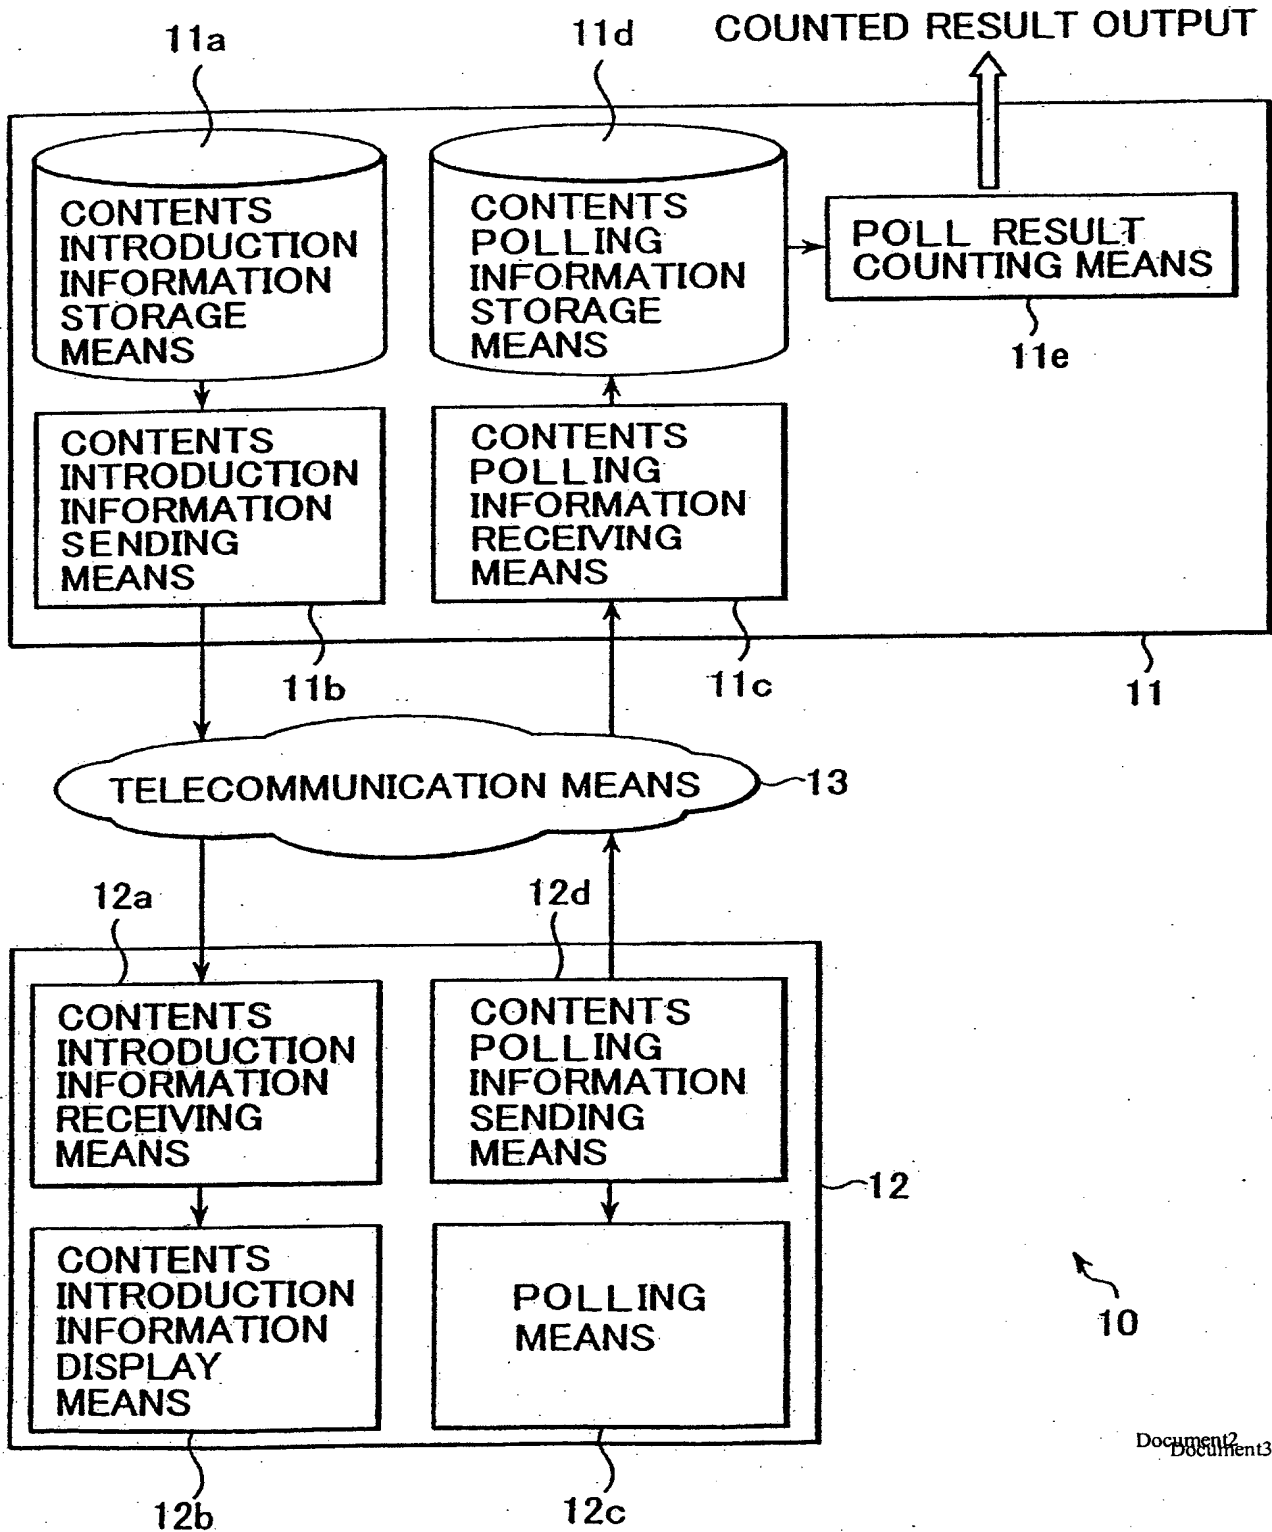 11a
11d
COUNTED RESULT OUTPUT
CONTENTS
INTRODUCTION
INFORMATION
STORAGE
MEANS
CONTENTS
POLLING
INFORMATION
STORAGE
MEANS
POLL RESULT
COUNTING MEANS
11e
CONTENTS
INTRODUCTION
INFORMATION
SENDING
MEANS
CONTENTS
POLLING
INFORMATION
RECEIVING
MEANS
11b
11c
11
TELECOMMUNICATION MEANS
13
12a
12d
CONTENTS
INTRODUCTION
INFORMATION
RECEIVING
MEANS
CONTENTS
POLLING
INFORMATION
SENDING
MEANS
12
CONTENTS
INTRODUCTION
INFORMATION
DISPLAY
MEANS
POLLING
MEANS
10
12b
12c
Document2
Document3